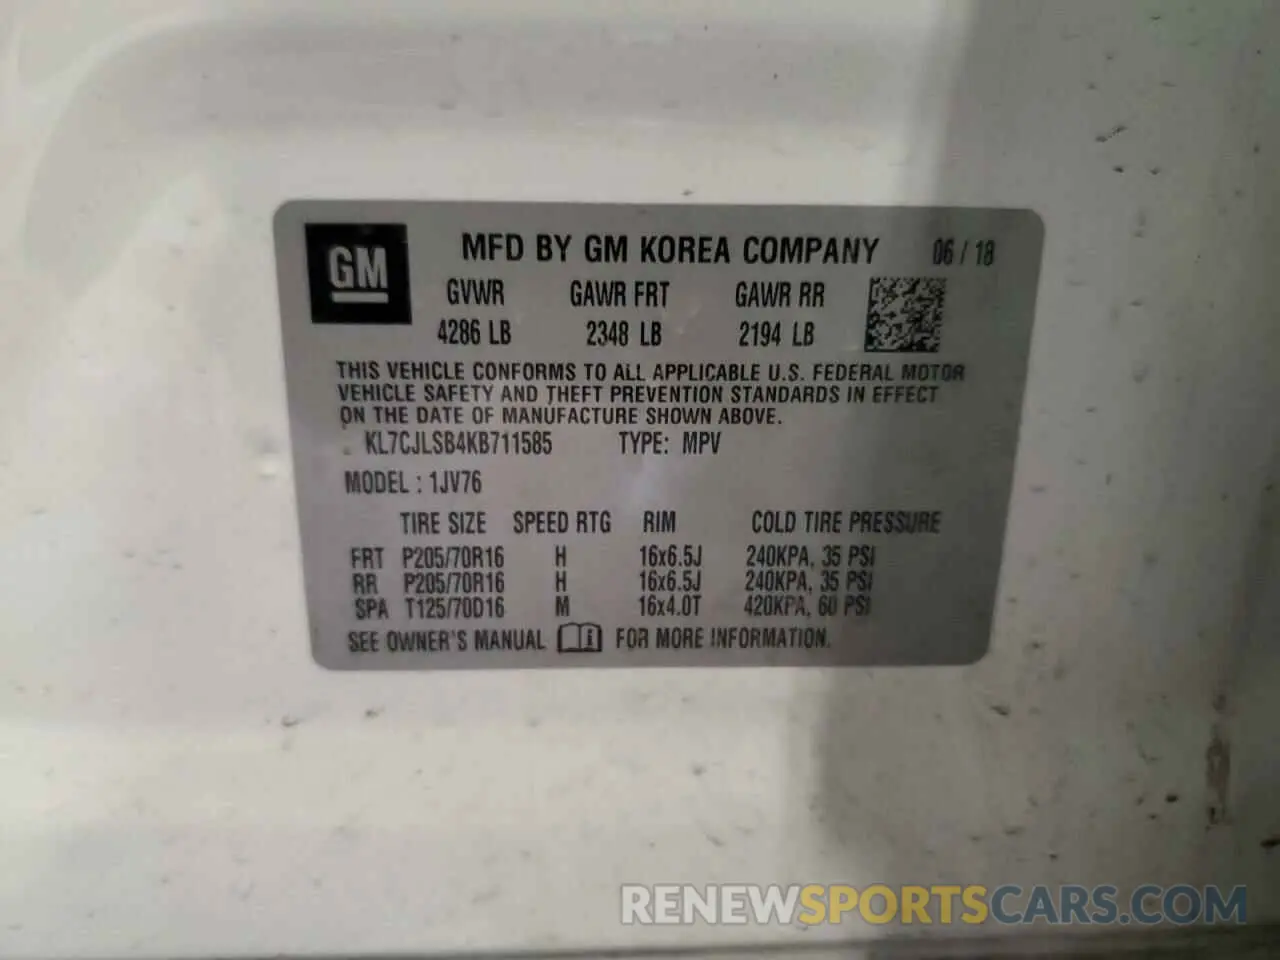 GM MFD BY GM KOREA COMPANY 06 / 18
GVWR GAWR FRT GAWR RR
4286 LB 2348 LB 2194 LB
THIS VEHICLE CONFORMS TO ALL APPLICABLE U.S. FEDERAL MOTOR
VEHICLE SAFETY AND THEFT PREVENTION STANDARDS IN EFFECT
ON THE DATE OF MANUFACTURE SHOWN ABOVE.
KL7CJLSB4KB711585 TYPE: MPV
MODEL : 1JV76
TIRE SIZE SPEED RTG RIM COLD TIRE PRESSURE
FRT P205/70R16 H 16x6.5J 240KPA, 35 PSI
RR P205/70R16 H 16x6.5J 240KPA, 35 PSI
SPA T125/70D16 M 16x4.0T 420KPA, 60 PSI
SEE OWNER'S MANUAL FOR MORE INFORMATION.
RENEWSPORTSCARS.COM